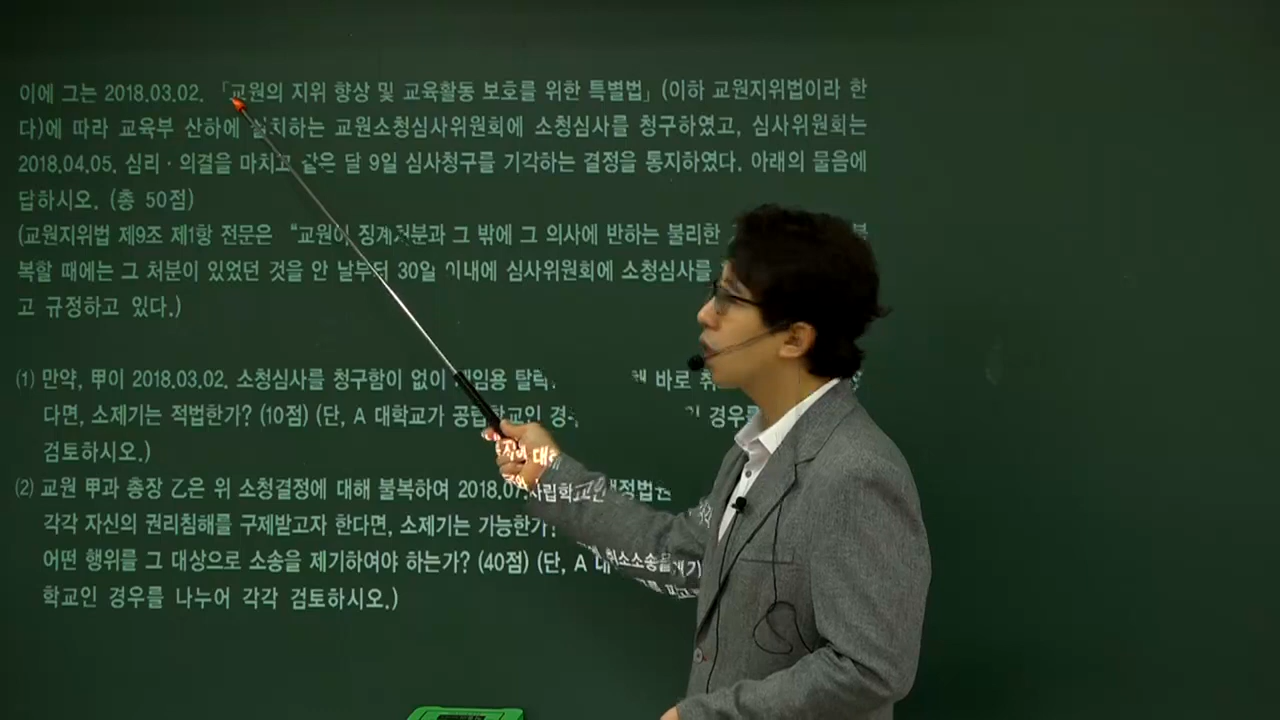 이에 그는 2018.03.02. 「교원의 지위 향상 및 교육활동 보호를 위한 특별법」(이하 교원지위법이라 한
다)에 따라 교육부 산하에 설치하는 교원소청심사위원회에 소청심사를 청구하였고, 심사위원회는
2018.04.05. 심리·의결을 마치고 같은 달 9일 심사청구를 기각하는 결정을 통지하였다. 아래의 물음에
답하시오. (총 50점)
(교원지위법 제9조 제1항 전문은 "교원이 징계처분과 그 밖에 그 의사에 반하는 불리한
복할 때에는 그 처분이 있었던 것을 안 날부터 30일 이내에 심사위원회에 소청심사를
고 규정하고 있다.)
(1) 만약, 甲이 2018.03.02. 소청심사를 청구함이 없이 바로
다면, 소제기는 적법한가? (10점) (단, A 대학교가 공립학교인 경우
검토하시오.)
(2) 교원 甲과 총장 乙은 위 소청결정에 대해 불복하여 2018.07.
각각 자신의 권리침해를 구제받고자 한다면, 소제기는 가능한가?
어떤 행위를 그 대상으로 소송을 제기하여야 하는가? (40점) (단, A
학교인 경우를 나누어 각각 검토하시오.)